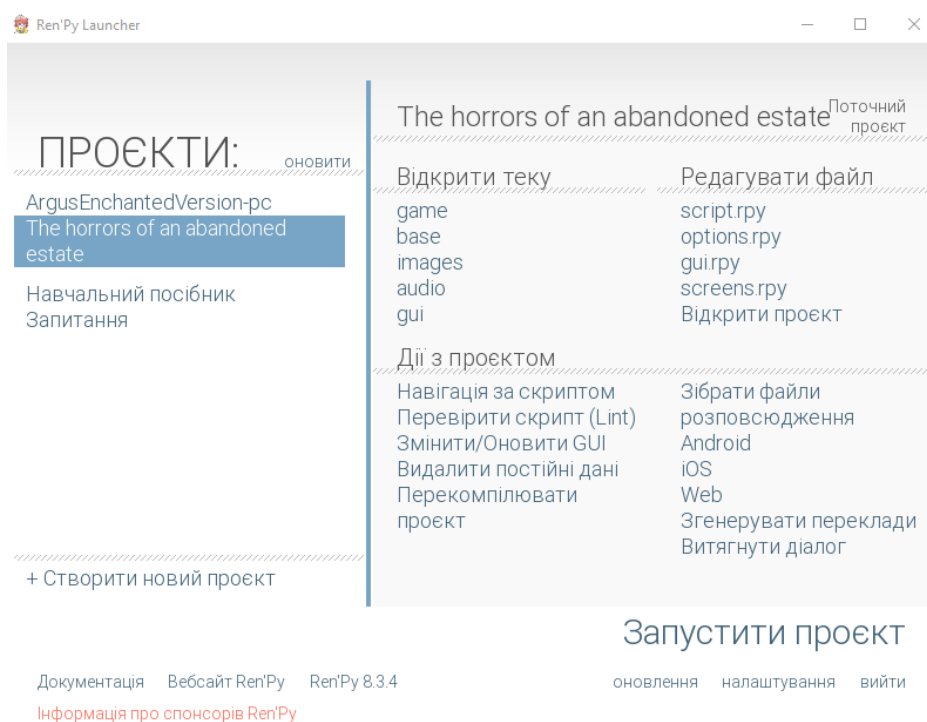 Ren'Py Launcher
ПРОЄКТИ:
оновити
ArgusEnchantedVersion-pc
The horrors of an abandoned
estate
Навчальний посібник
Запитання
+ Створити новий проєкт
The horrors of an abandoned estate
Поточний
проєкт
Відкрити теку
game
base
images
audio
gui
Редагувати файл
script.rpy
options.rpy
gui.rpy
screens.rpy
Відкрити проєкт
Дії з проєктом
Навігація за скриптом
Перевірити скрипт (Lint)
Змінити/Оновити GUI
Видалити постійні дані
Перекомпілювати
проєкт
Зібрати файли
розповсюдження
Android
iOS
Web
Згенерувати переклади
Витягнути діалог
Запустити проєкт
Документація
Вебсайт Ren'Py
Ren'Py 8.3.4
оновлення
налаштування
вийти
Інформація про спонсорів Ren'Py